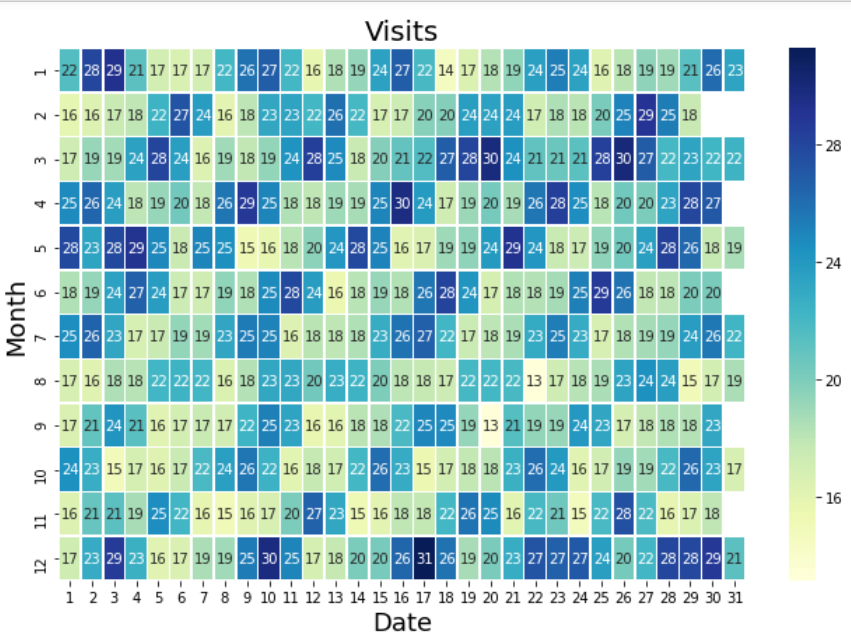 Visits
1 22 28 29 21 17 17 17 22 26 27 22 16 18 19 24 27 22 14 17 18 19 24 25 24 16 18 19 19 21 26 23
2 16 16 17 18 22 27 24 16 18 23 23 22 26 22 17 17 20 20 24 24 24 17 18 18 20 25 27 29 25 18
3 17 19 19 24 28 24 16 19 18 19 24 28 25 18 20 21 22 27 28 30 24 21 21 21 28 30 27 22 23 22 22
28
4 25 26 24 18 19 20 18 26 29 25 18 18 19 19 25 30 24 17 19 20 19 26 28 25 18 20 20 23 28 27
5 28 23 28 29 25 18 25 25 15 16 18 20 24 28 25 16 17 19 19 24 29 24 18 17 19 20 24 28 26 18 19
24
Month
6 18 19 24 27 24 17 17 19 18 25 28 24 16 18 19 18 26 28 24 17 18 18 19 25 29 26 18 18 20 20
7 25 26 23 17 17 19 19 23 25 25 16 18 18 18 23 26 27 22 17 18 19 23 25 23 17 18 19 19 24 26 22
8 17 16 18 18 22 22 22 16 18 23 23 20 23 22 20 18 18 17 22 22 22 13 17 18 19 23 24 24 15 17 19
20
9 17 21 24 21 16 17 17 17 22 25 23 16 16 18 18 22 25 25 19 13 21 19 19 24 23 17 18 18 18 23
10 24 23 15 17 16 17 22 24 26 22 16 18 17 22 26 23 15 17 18 18 23 26 24 16 17 19 19 22 26 23 17
16
11 16 21 21 19 25 22 16 15 16 17 20 27 23 15 16 18 18 22 26 25 16 22 21 15 22 28 22 16 17 18
12 17 23 29 23 16 17 19 19 25 30 25 17 18 20 20 26 31 26 19 20 23 27 27 27 24 20 22 28 28 29 21
1 2 3 4 5 6 7 8 9 10 11 12 13 14 15 16 17 18 19 20 21 22 23 24 25 26 27 28 29 30 31
Date